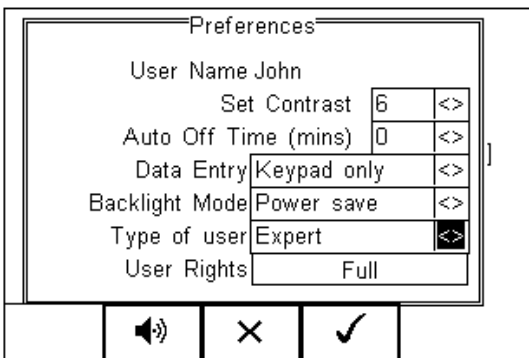 Preferences
User Name John
Set Contrast 6 <>
Auto Off Time (mins) 0 <>
Data Entry Keypad only <>
Backlight Mode Power save <>
Type of user Expert <>
User Rights Full